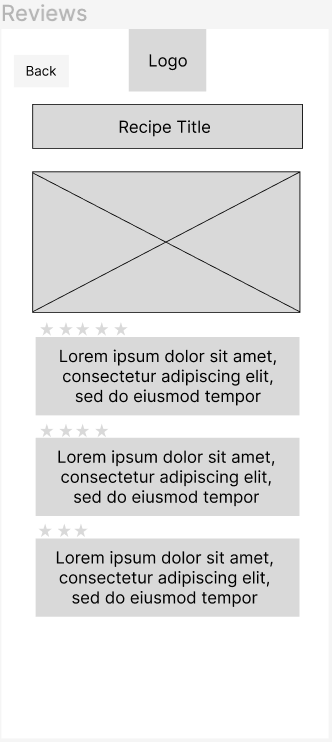 Reviews
Logo
Back
Recipe Title
Lorem ipsum dolor sit amet,
consectetur adipiscing elit,
sed do eiusmod tempor
Lorem ipsum dolor sit amet,
consectetur adipiscing elit,
sed do eiusmod tempor
Lorem ipsum dolor sit amet,
consectetur adipiscing elit,
sed do eiusmod tempor